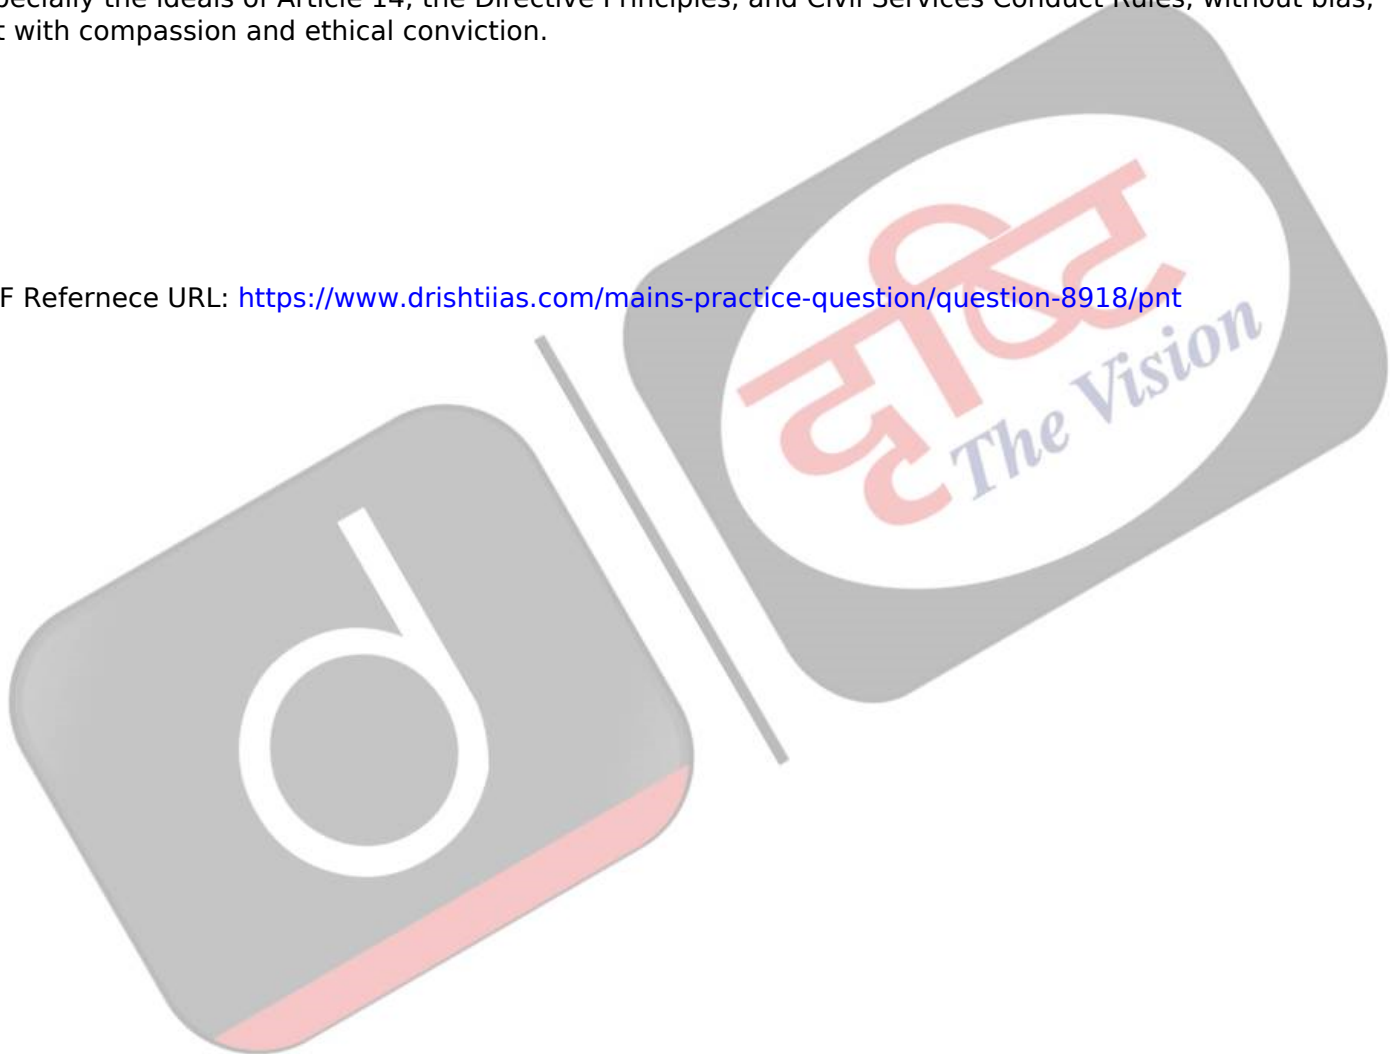 pecially the ideals of Article 14, the Directive Principles, and Civil Services Conduct Rules, without bias,
t with compassion and ethical conviction.
F Refernece URL: https://www.drishtiias.com/mains-practice-question/question-8918/pnt
दृष्टि
The Vision
d